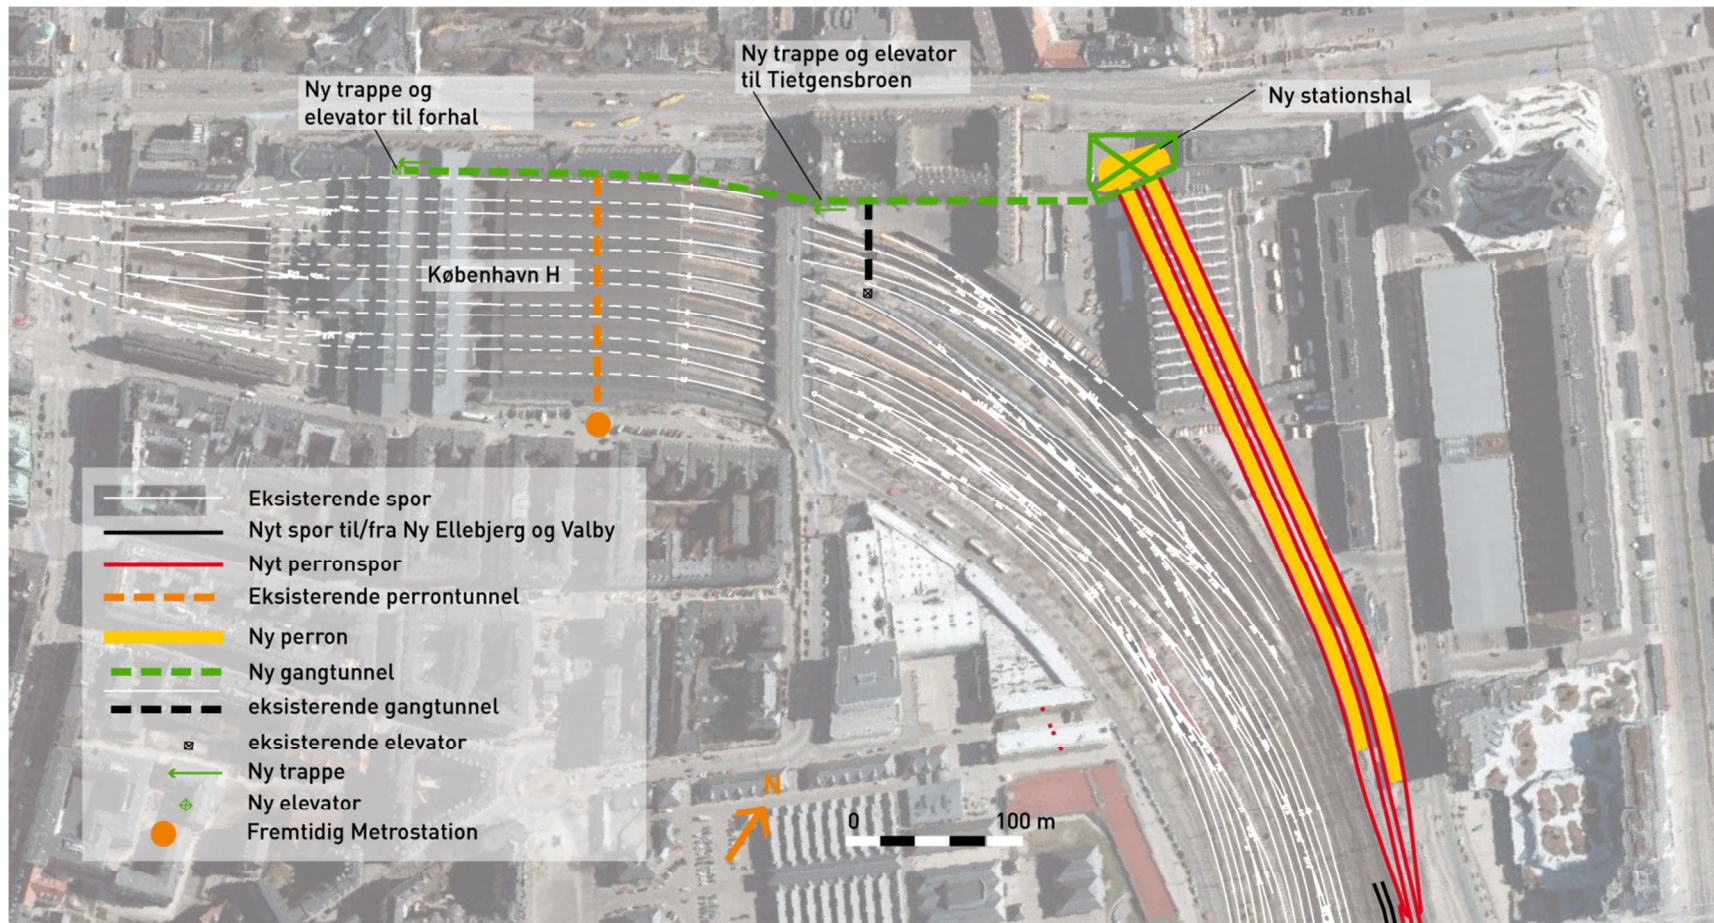 Ny trappe og
elevator til forhal
Ny trappe og elevator
til Tietgensbroen
Ny stationshal
København H
Eksisterende spor
Nyt spor til/fra Ny Ellebjerg og Valby
Nyt perronspor
Eksisterende perrontunnel
Ny perron
Ny gangtunnel
eksisterende gangtunnel
eksisterende elevator
Ny trappe
Ny elevator
Fremtidig Metrostation
N
0 100 m